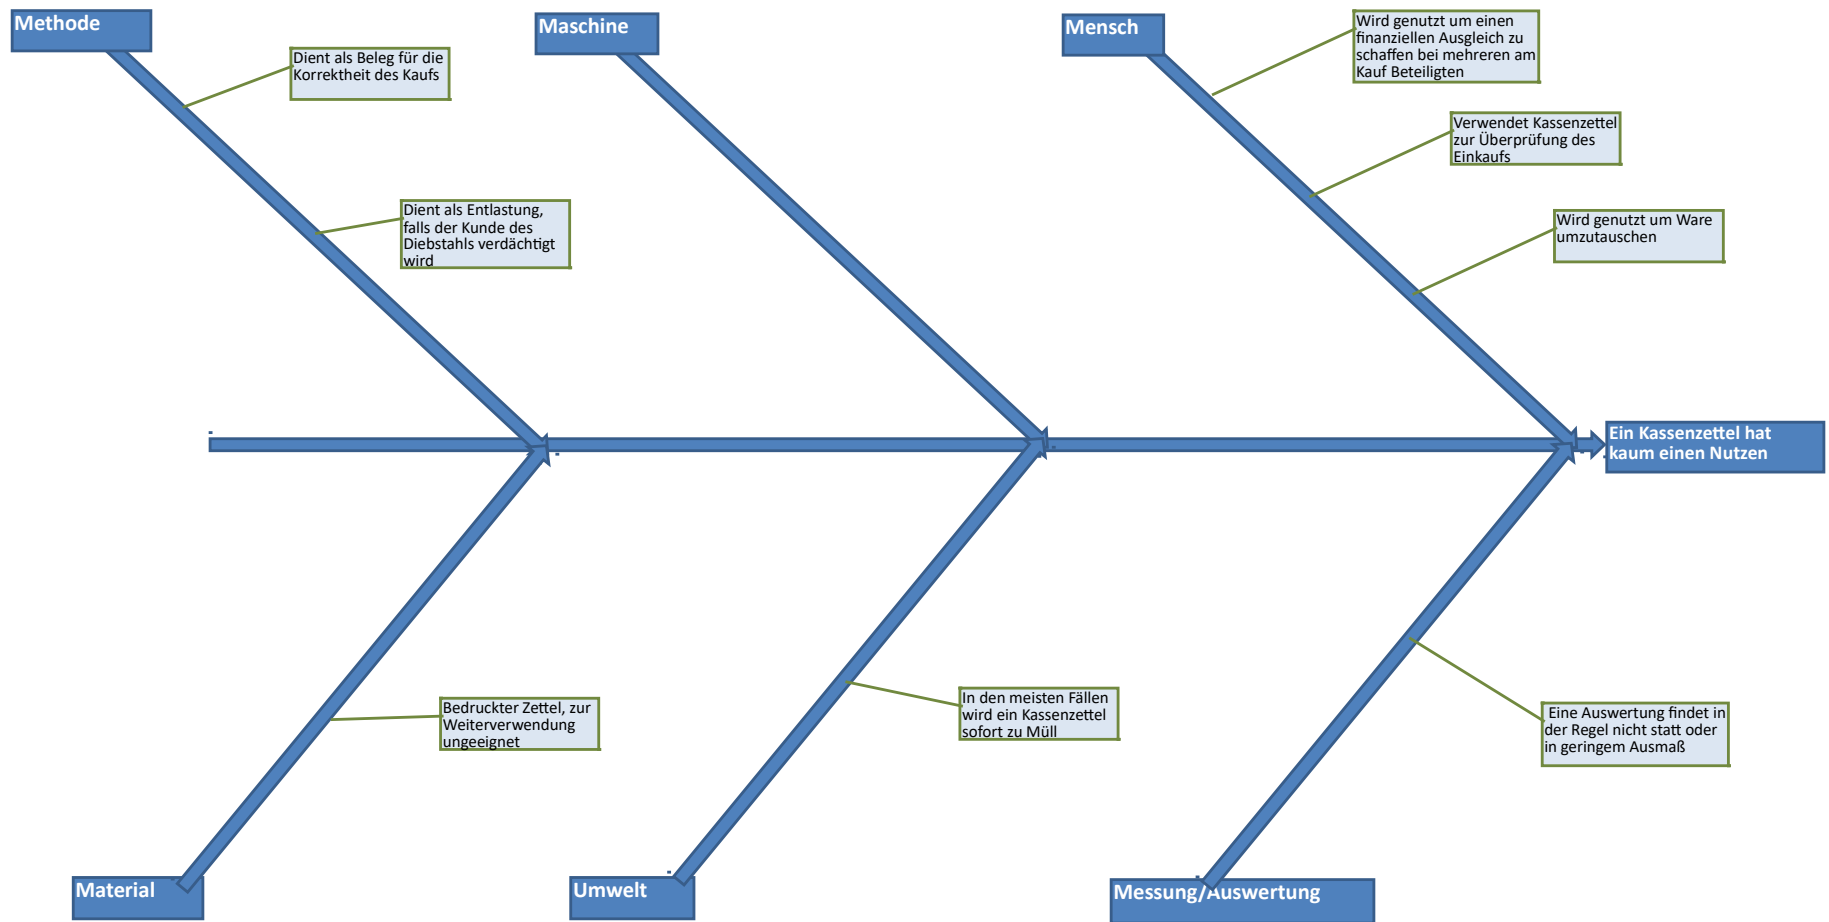 Methode
Maschine
Mensch
Dient als Beleg für die
Korrektheit des Kaufs
Wird genutzt um einen
finanziellen Ausgleich zu
schaffen bei mehreren am
Kauf Beteiligten
Verwendet Kassenzettel
zur Überprüfung des
Einkaufs
Dient als Entlastung,
falls der Kunde des
Diebstahls verdächtigt
wird
Wird genutzt um Ware
umzutauschen
Ein Kassenzettel hat
kaum einen Nutzen
Bedruckter Zettel, zur
Weiterverwendung
ungeeignet
In den meisten Fällen
wird ein Kassenzettel
sofort zu Müll
Eine Auswertung findet in
der Regel nicht statt oder
in geringem Ausmaß
Material
Umwelt
Messung/Auswertung